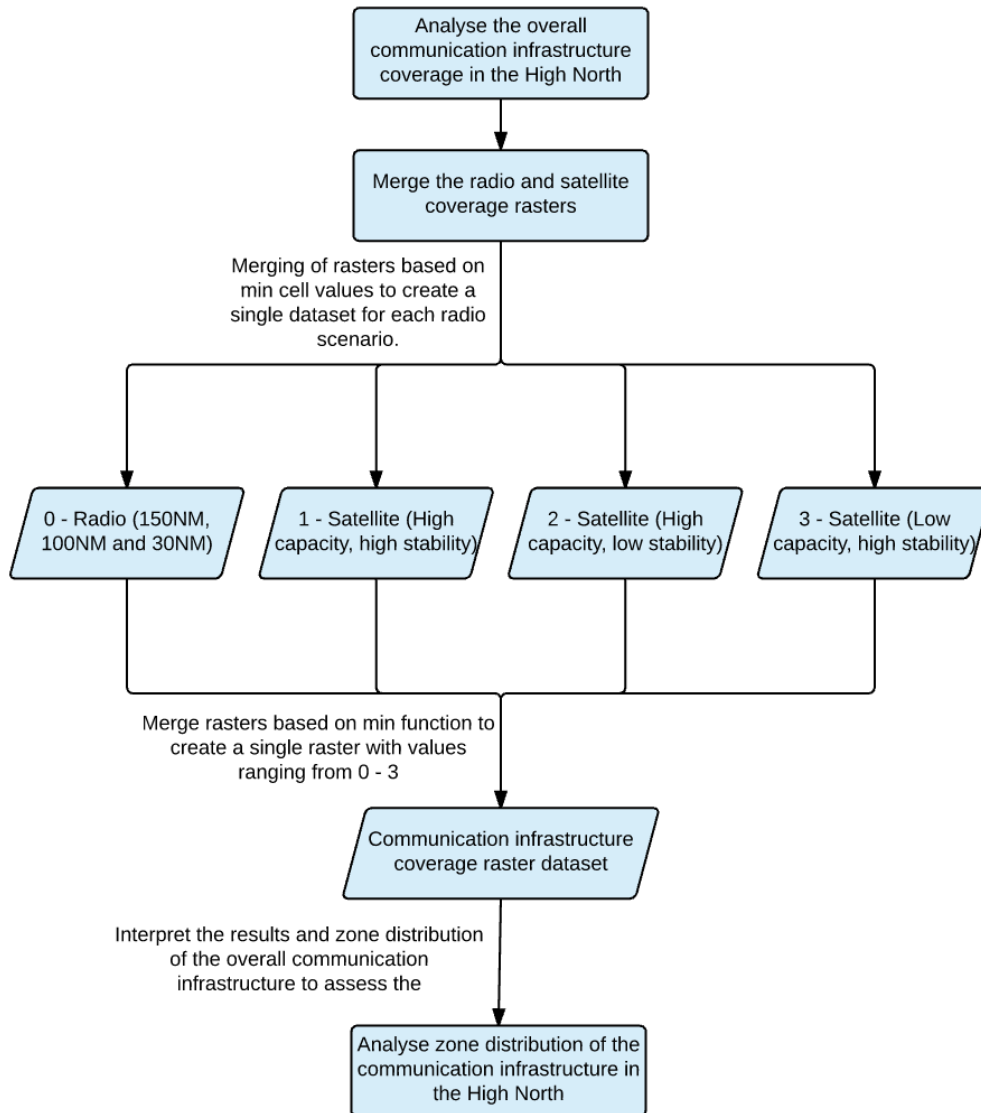 Analyse the overall
communication infrastructure
coverage in the High North
Merge the radio and satellite
coverage rasters
Merging of rasters based on
min cell values to create a
single dataset for each radio
scenario.
0 - Radio (150NM,
100NM and 30NM)
1 - Satellite (High
capacity, high stability)
2 - Satellite (High
capacity, low stability)
3 - Satellite (Low
capacity, high stability)
Merge rasters based on min function to
create a single raster with values
ranging from 0 - 3
Communication infrastructure
coverage raster dataset
Interpret the results and zone distribution
of the overall communication
infrastructure to assess the
Analyse zone distribution of the
communication infrastructure in
the High North